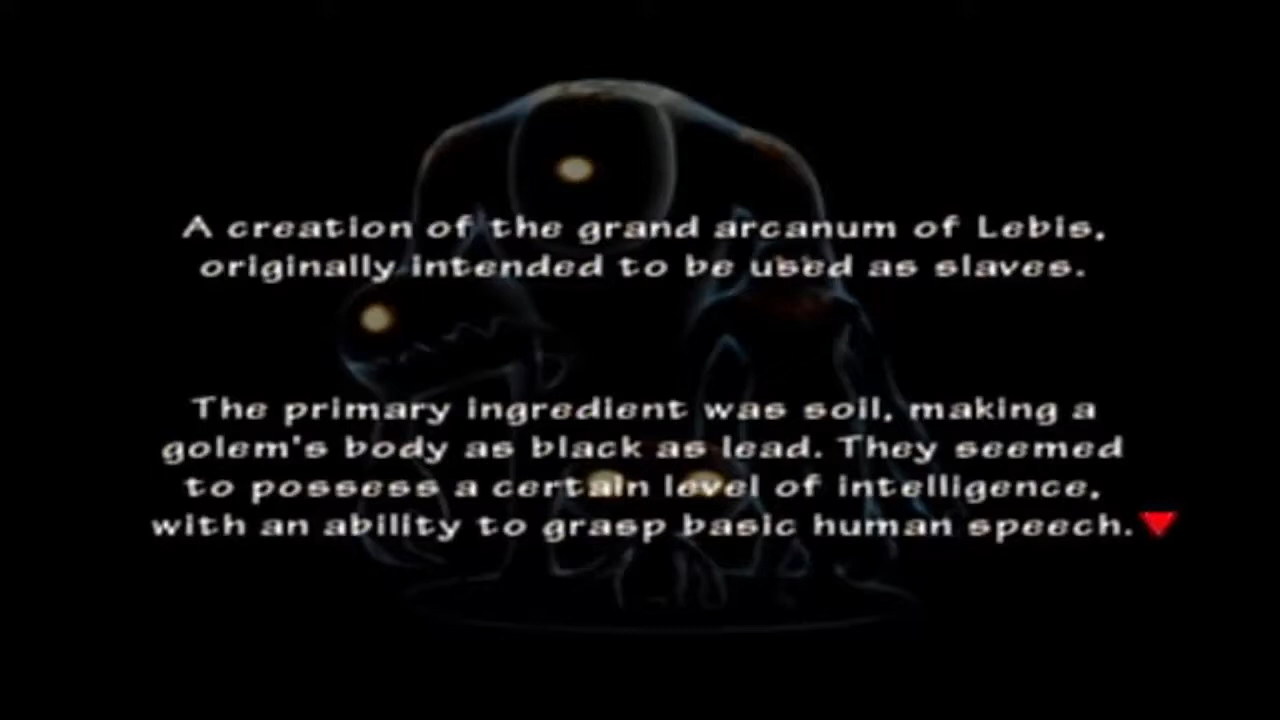 A creation of the grand arcanum of Lebis,
originally intended to be used as slaves.
The primary ingredient was soil, making a
golem's body as black as lead. They seemed
to possess a certain level of intelligence,
with an ability to grasp basic human speech.